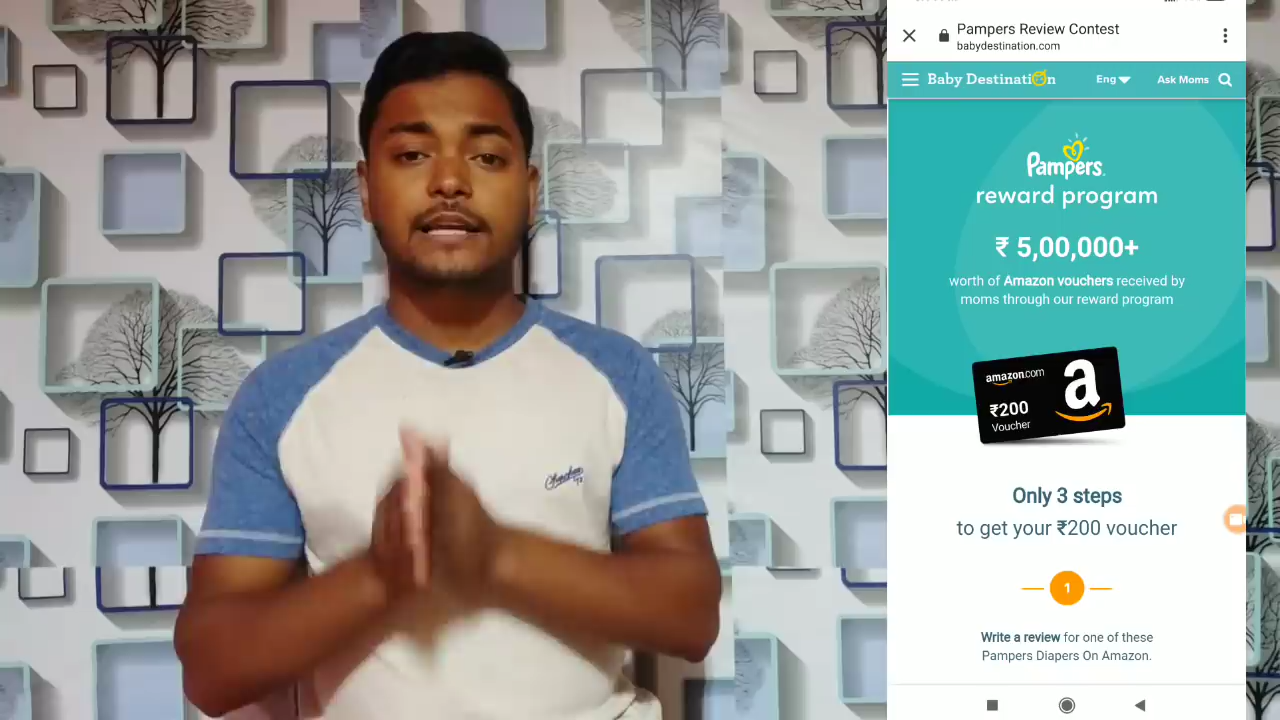 Pampers Review Contest
babydestination.com
Baby Destination
Eng
Ask Moms
Pampers
reward program
₹ 5,00,000+
worth of Amazon vouchers received by
moms through our reward program
amazon.com
₹200
Voucher
a
Only 3 steps
to get your ₹200 voucher
1
Write a review for one of these
Pampers Diapers On Amazon.